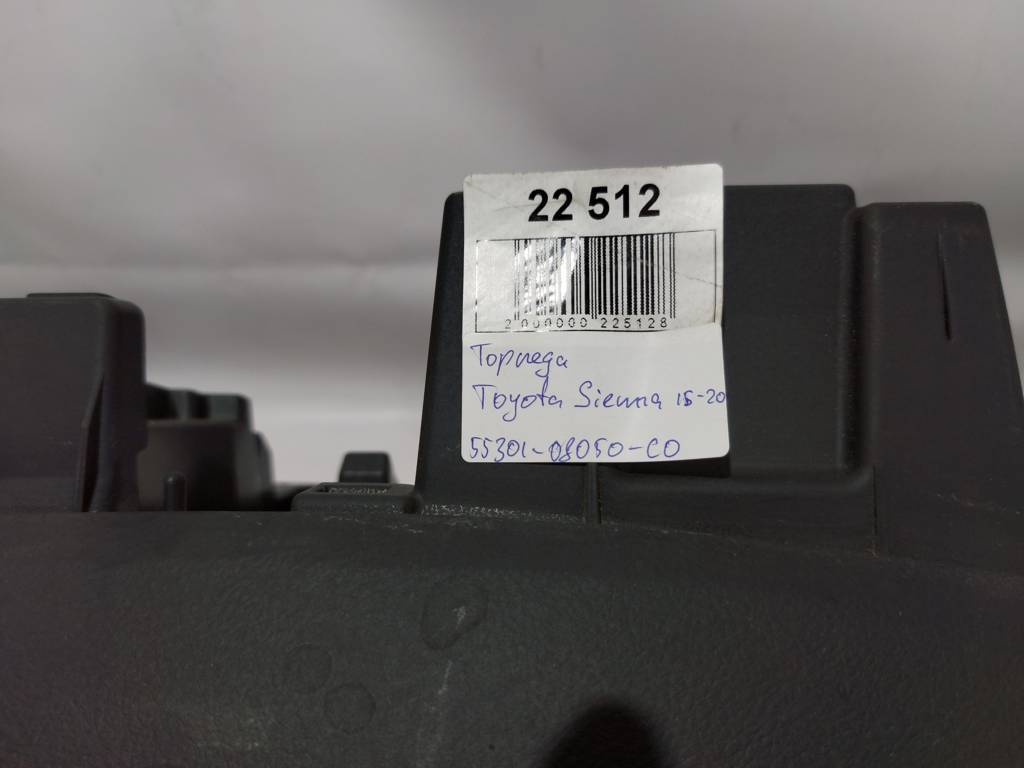 22 512
2 000000 225128
Торпеда
Toyota Sienna 15-20
55301-08050-C0